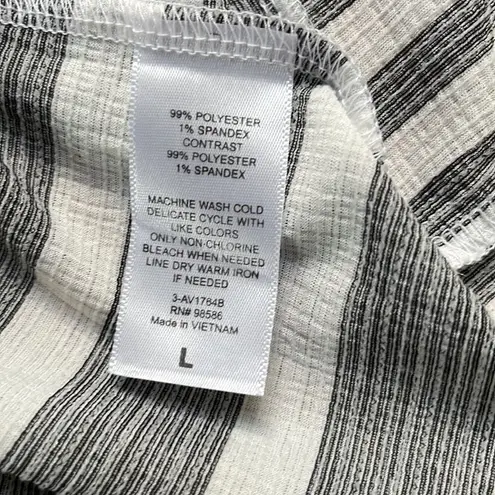 99% POLYESTER
1% SPANDEX
CONTRAST
99% POLYESTER
1% SPANDEX
MACHINE WASH COLD
DELICATE CYCLE WITH
LIKE COLORS
ONLY NON-CHLORINE
BLEACH WHEN NEEDED
LINE DRY WARM IRON
IF NEEDED
3-AV1784B
RN# 98586
Made in VIETNAM
L